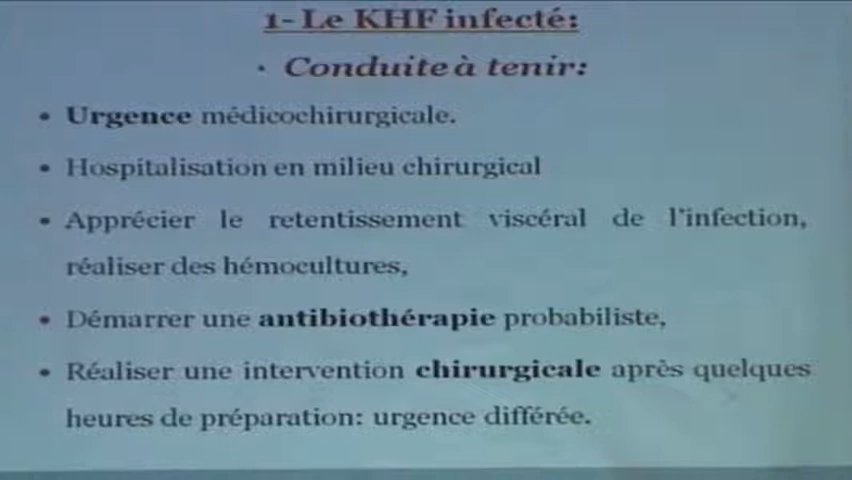 1- Le KHF infecté:
• Conduite à tenir:
• Urgence médicochirurgicale.
• Hospitalisation en milieu chirurgical
• Apprécier le retentissement viscéral de l'infection,
réaliser des hémocultures,
• Démarrer une antibiothérapie probabiliste,
• Réaliser une intervention chirurgicale après quelques
heures de préparation: urgence différée.